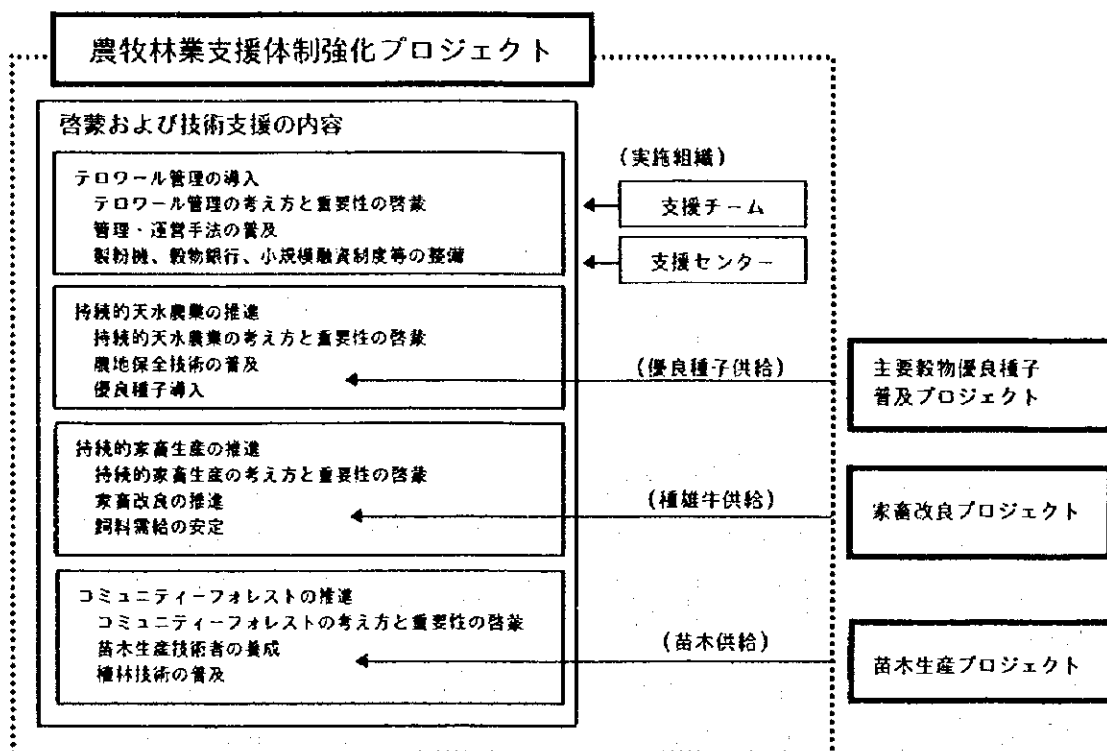 農牧林業支援体制強化プロジェクト
啓蒙および技術支援の内容
テロワール管理の導入
テロワール管理の考え方と重要性の啓蒙
管理・運営手法の普及
製粉機、穀物銀行、小規模融資制度等の整備
(実施組織)
支援チーム
支援センター
持続的天水農業の推進
持続的天水農業の考え方と重要性の啓蒙
農地保全技術の普及
優良種子導入
(優良種子供給)
主要穀物優良種子
普及プロジェクト
持続的家畜生産の推進
持続的家畜生産の考え方と重要性の啓蒙
家畜改良の推進
飼料需給の安定
(種雄牛供給)
家畜改良プロジェクト
コミュニティーフォレストの推進
コミュニティーフォレストの考え方と重要性の啓蒙
苗木生産技術者の養成
植林技術の普及
(苗木供給)
苗木生産プロジェクト